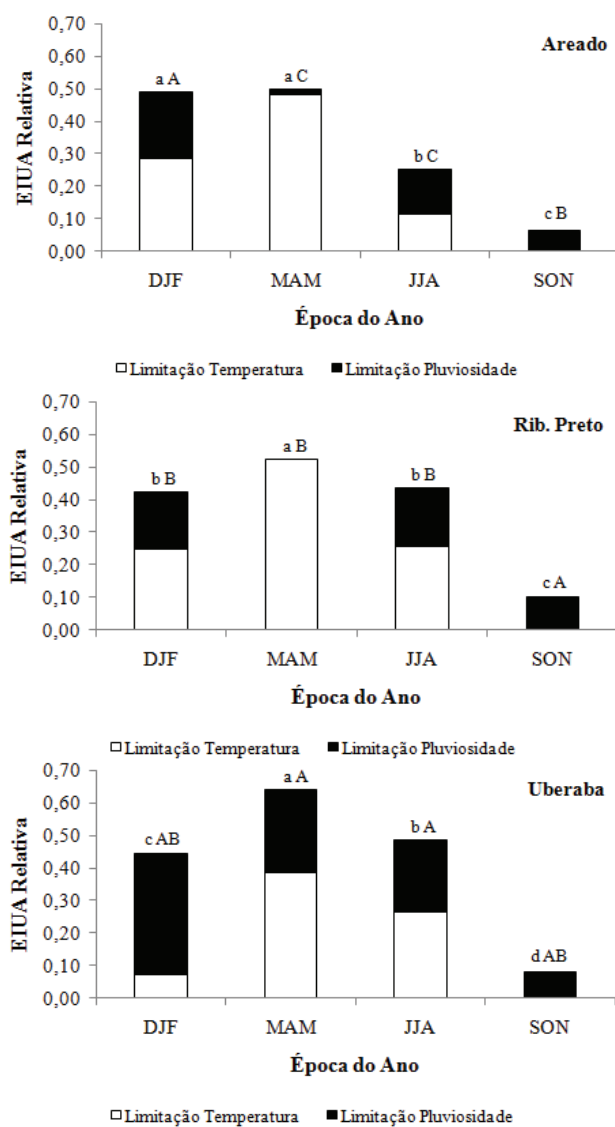 Areado
EIUA Relativa
0,70
0,60
0,50
0,40
0,30
0,20
0,10
0,00
a A
a C
b C
c B
DJF MAM JJA SON
Época do Ano
Limitação Temperatura Limitação Pluviosidade
Rib. Preto
EIUA Relativa
0,70
0,60
0,50
0,40
0,30
0,20
0,10
0,00
b B
a B
b B
c A
DJF MAM JJA SON
Época do Ano
Limitação Temperatura Limitação Pluviosidade
Uberaba
EIUA Relativa
0,70
0,60
0,50
0,40
0,30
0,20
0,10
0,00
c AB
a A
b A
d AB
DJF MAM JJA SON
Época do Ano
Limitação Temperatura Limitação Pluviosidade